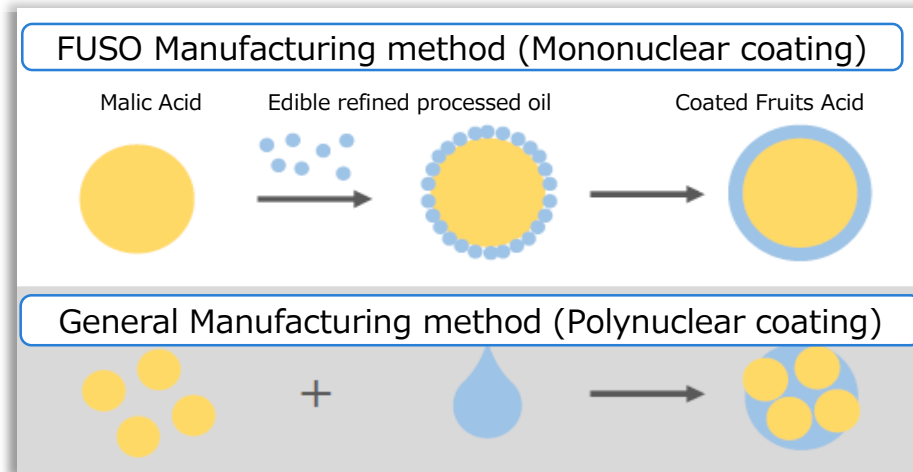 FUSO Manufacturing method (Mononuclear coating)
Malic Acid
Edible refined processed oil
Coated Fruits Acid
General Manufacturing method (Polynuclear coating)
+